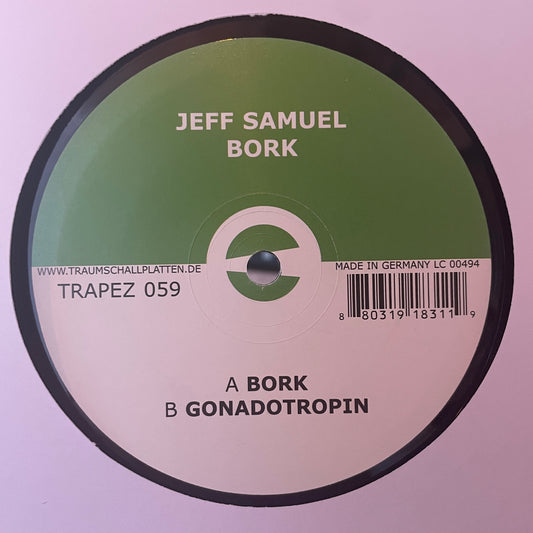 JEFF SAMUEL
BORK
WWW.TRAUMSCHALLPLATTEN.DE
MADE IN GERMANY LC 00494
TRAPEZ 059
8 80319 18311 9
A BORK
B GONADOTROPIN